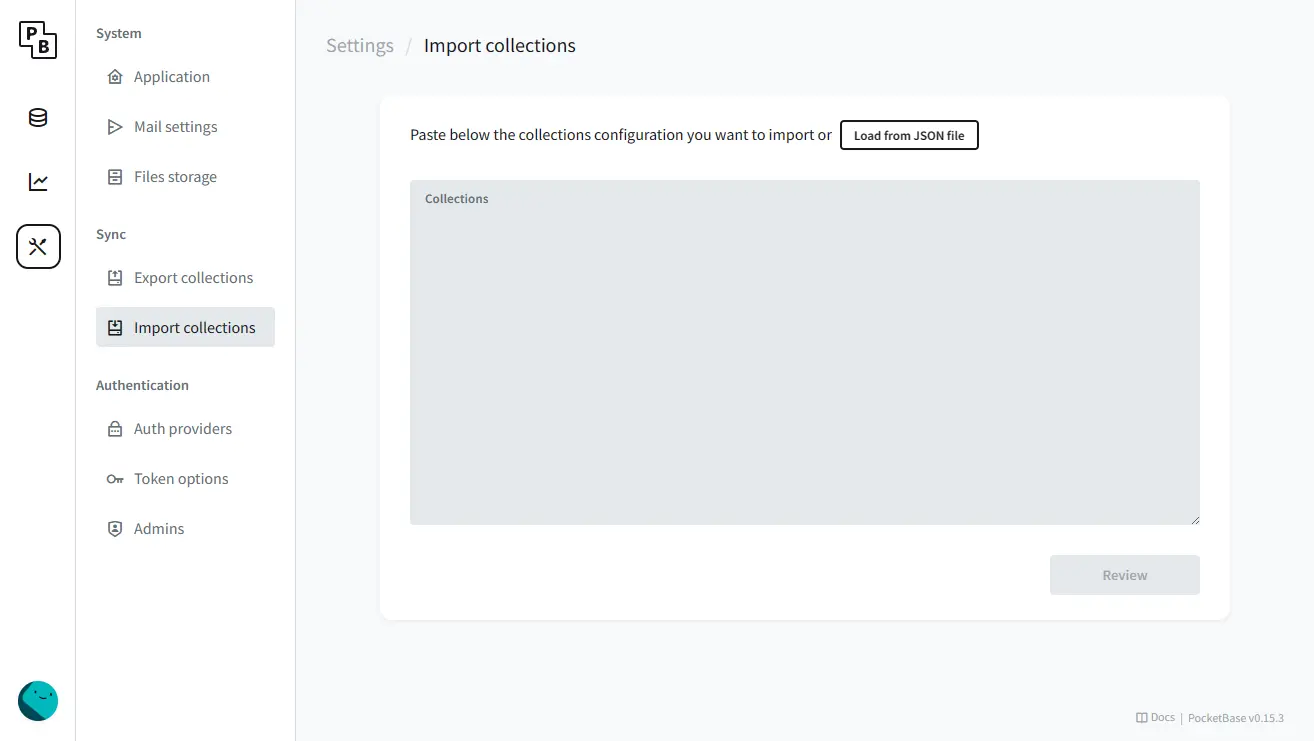 PB
System
Application
Mail settings
Files storage
Sync
Export collections
Import collections
Authentication
Auth providers
Token options
Admins
Settings / Import collections
Paste below the collections configuration you want to import or Load from JSON file
Collections
Review
Docs | PocketBase v0.15.3